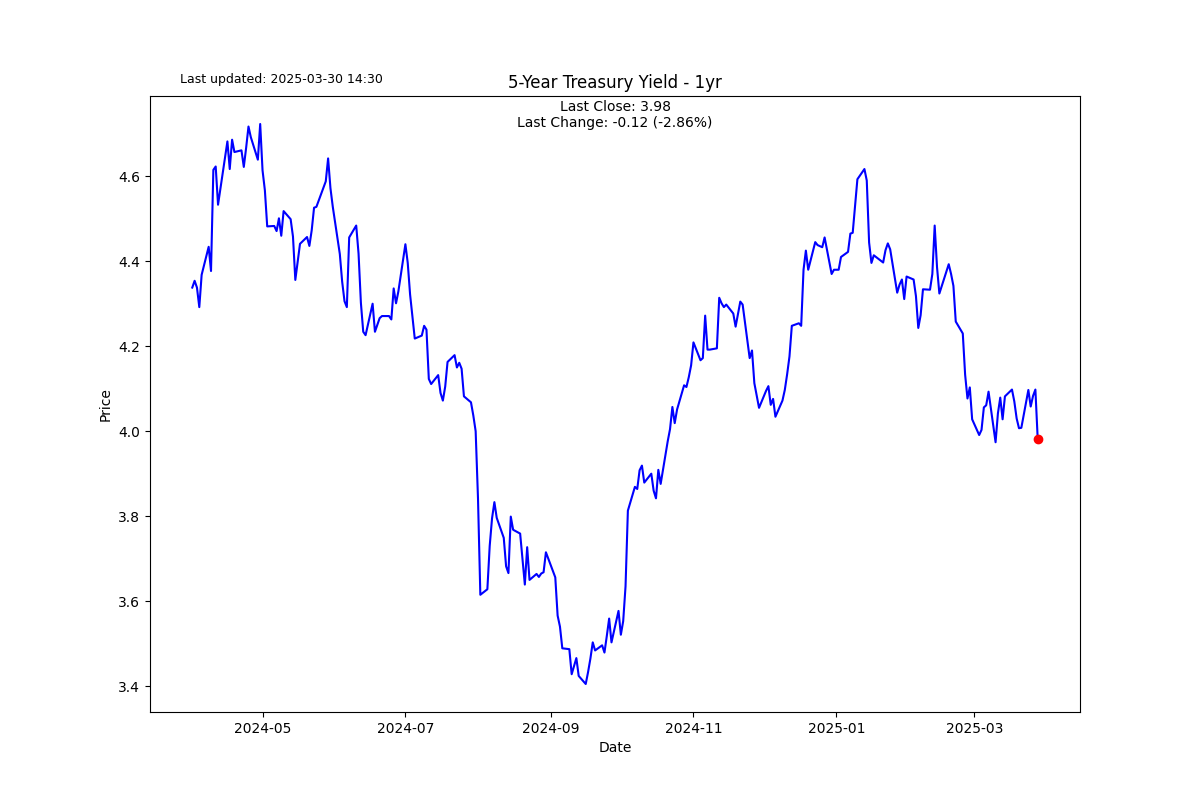 Last updated: 2025-03-30 14:30
5-Year Treasury Yield - 1yr
Last Close: 3.98
Last Change: -0.12 (-2.86%)
Price
4.6
4.4
4.2
4.0
3.8
3.6
3.4
2024-05
2024-07
2024-09
2024-11
2025-01
2025-03
Date